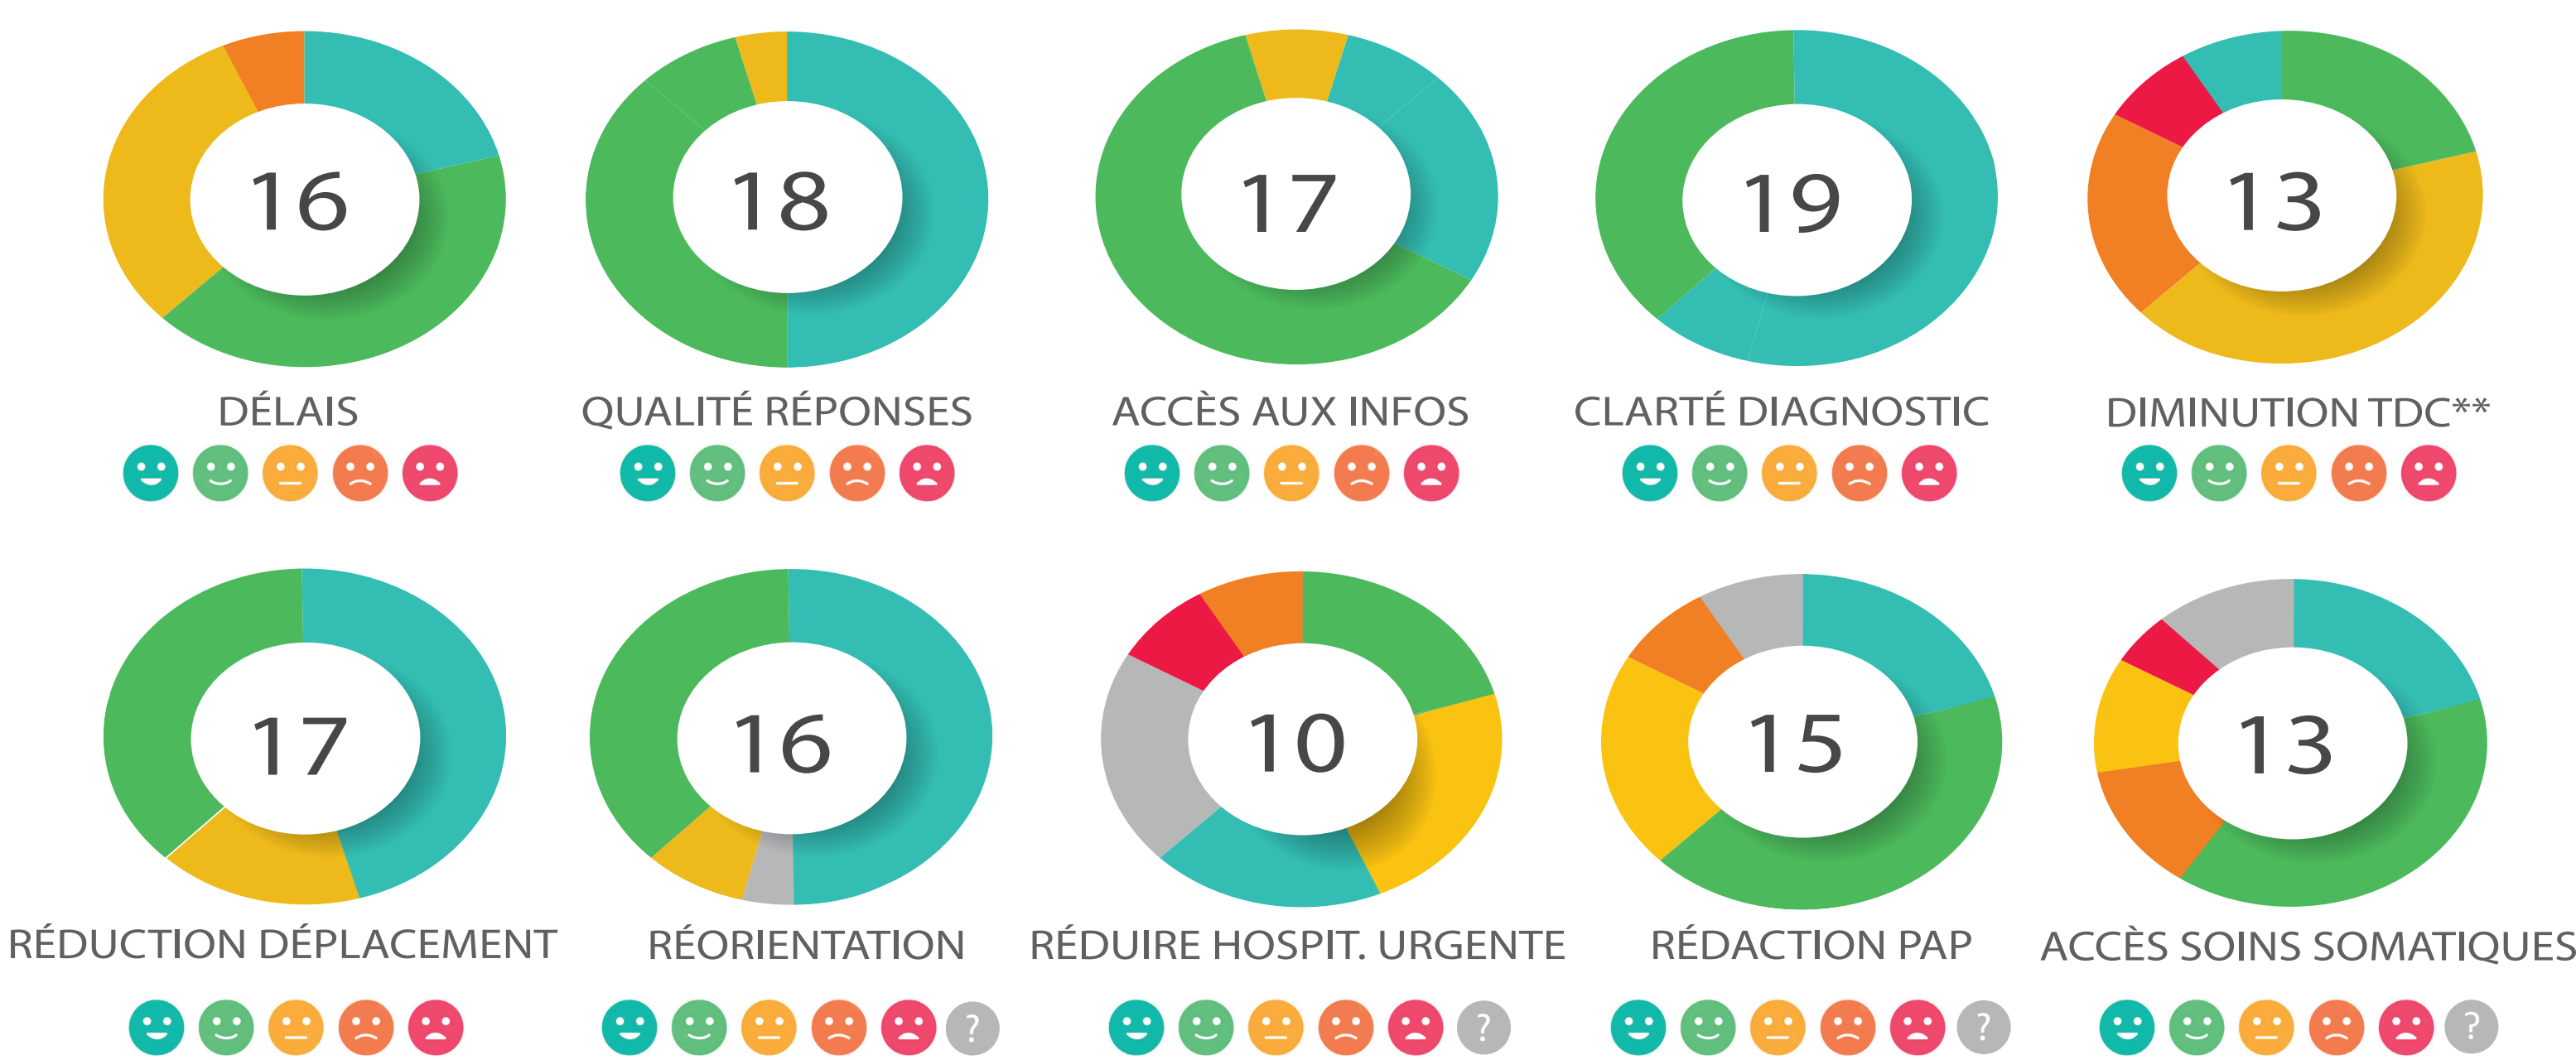 16
18
17
19
13
DÉLAIS
QUALITÉ RÉPONSES
ACCÈS AUX INFOS
CLARTÉ DIAGNOSTIC
DIMINUTION TDC**
17
16
10
15
13
RÉDUCTION DÉPLACEMENT
RÉORIENTATION
RÉDUIRE HOSPIT. URGENTE
RÉDACTION PAP
ACCÈS SOINS SOMATIQUES
?
?
?
?